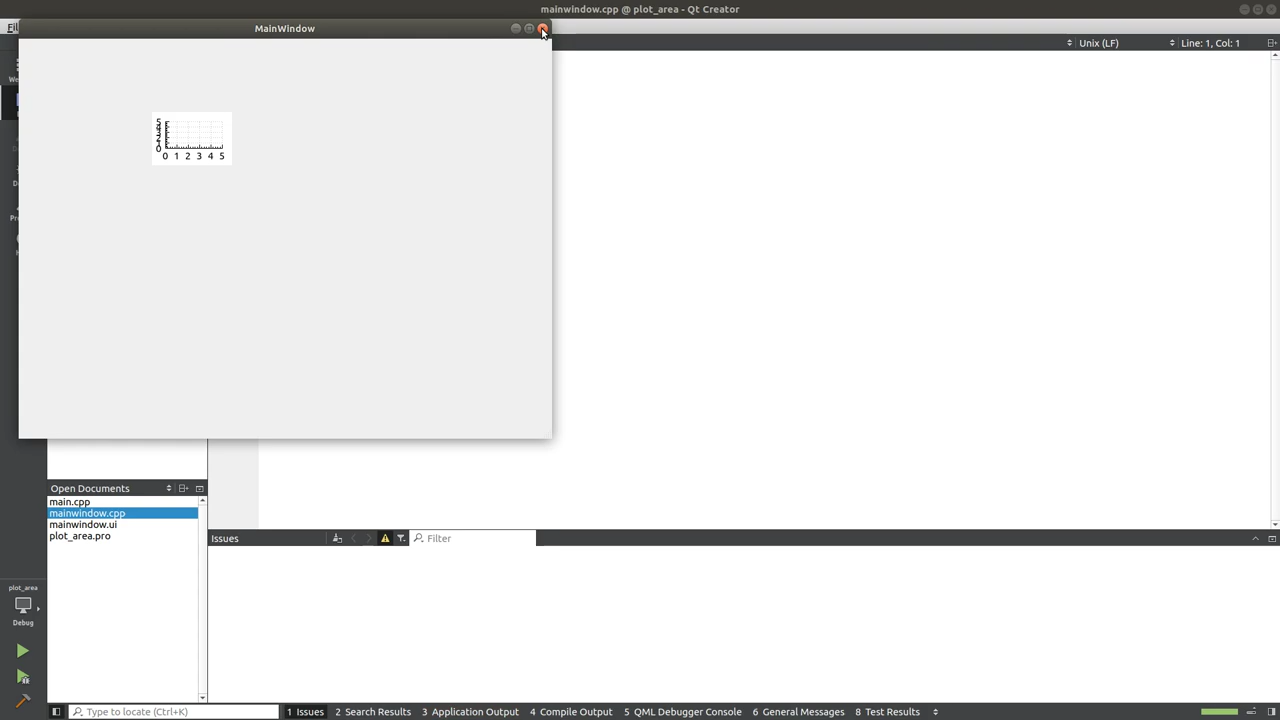 mainwindow.cpp @ plot_area - Qt Creator
MainWindow
Unix (LF)
Line: 1, Col: 1
5
0
0 1 2 3 4 5
Open Documents
main.cpp
mainwindow.cpp
mainwindow.ui
plot_area.pro
Issues
Filter
plot_area
Debug
Type to locate (Ctrl+K)
1 Issues
2 Search Results
3 Application Output
4 Compile Output
5 QML Debugger Console
6 General Messages
8 Test Results